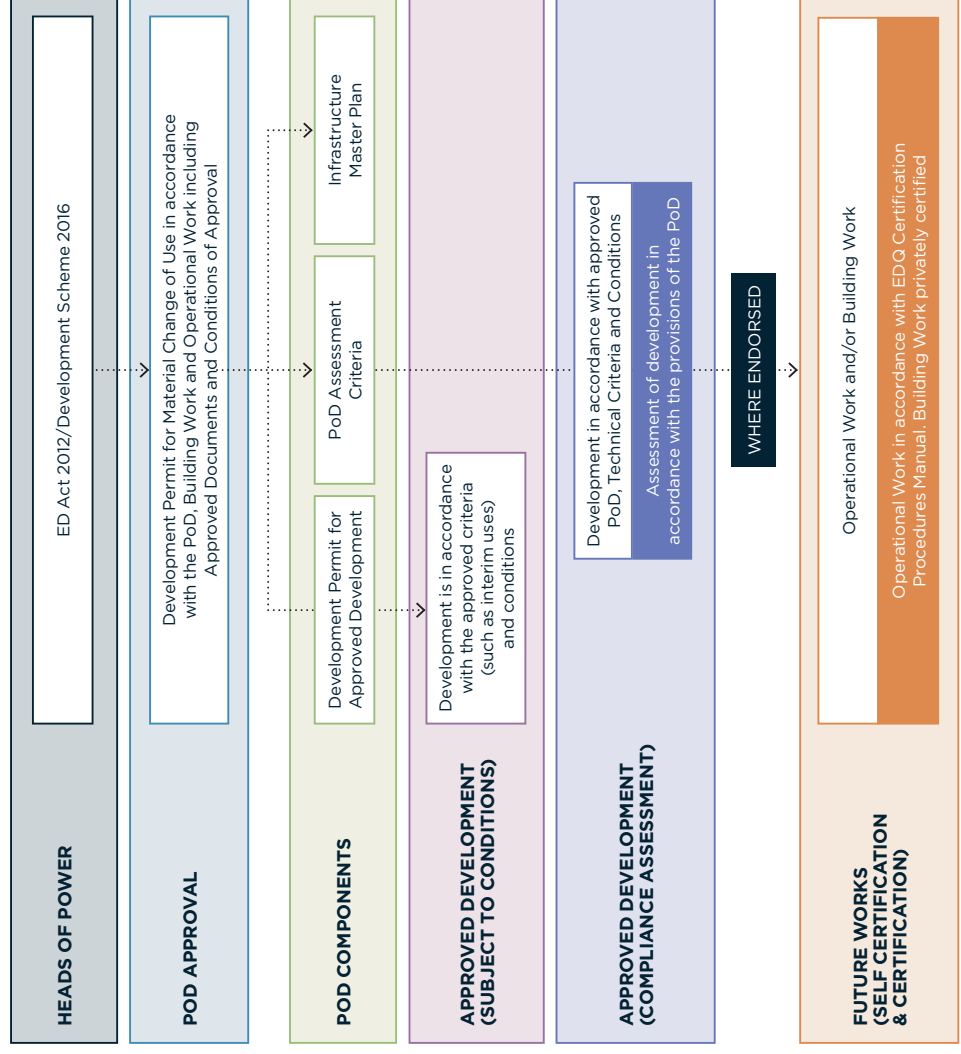 HEADS OF POWER
ED Act 2012/Development Scheme 2016
POD APPROVAL
Development Permit for Material Change of Use in accordance
with the PoD, Building Work and Operational Work including
Approved Documents and Conditions of Approval
POD COMPONENTS
Development Permit for
Approved Development
PoD Assessment
Criteria
Infrastructure
Master Plan
APPROVED DEVELOPMENT
(SUBJECT TO CONDITIONS)
Development is in accordance
with the approved criteria
(such as interim uses)
and conditions
APPROVED DEVELOPMENT
(COMPLIANCE ASSESSMENT)
Development in accordance with approved
PoD, Technical Criteria and Conditions
Assessment of development in
accordance with the provisions of the PoD
WHERE ENDORSED
FUTURE WORKS
(SELF CERTIFICATION
& CERTIFICATION)
Operational Work and/or Building Work
Operational Work in accordance with EDQ Certification
Procedures Manual. Building Work privately certified